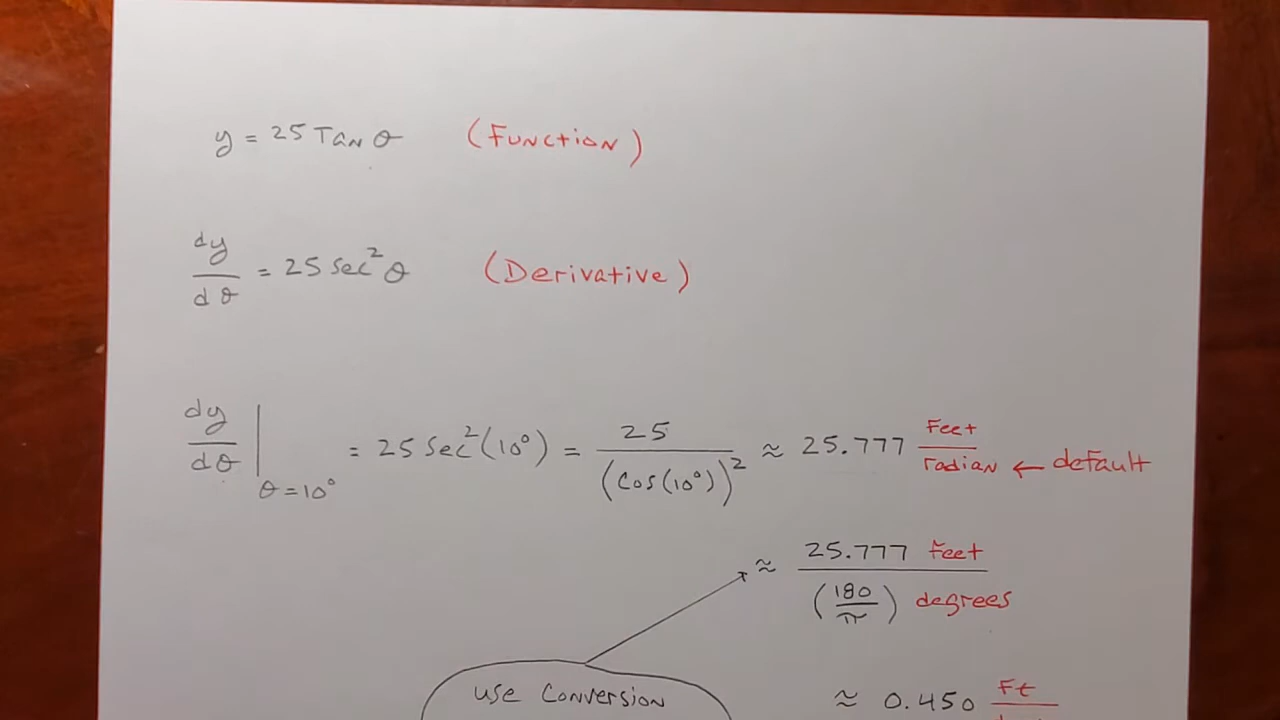 y = 25 Tan θ (Function)
dy/dθ = 25 Sec² θ (Derivative)
dy/dθ | θ = 10° = 25 Sec² (10°) = 25/(Cos(10°))² ≈ 25.777 Feet/radian ← default
≈ 25.777 Feet/(180/π) degrees
use Conversion
≈ 0.450 Ft